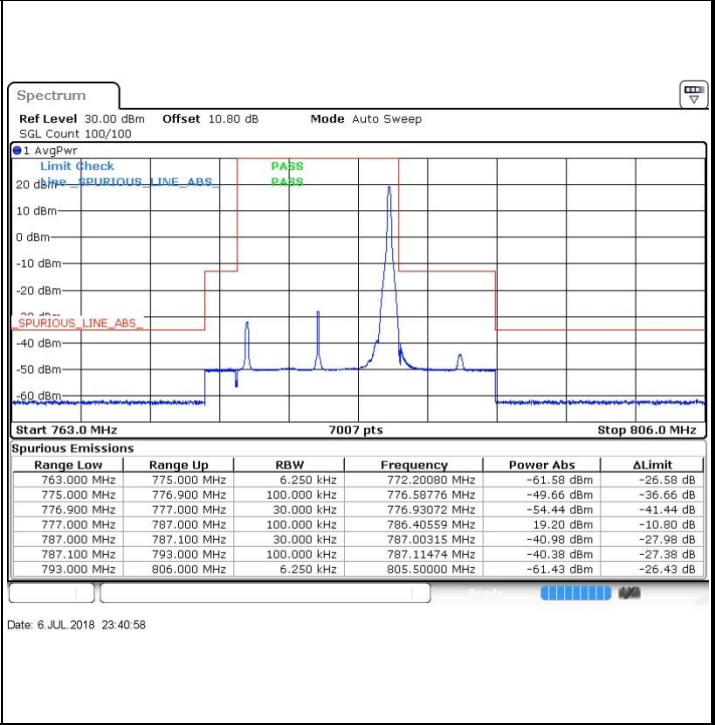 Spectrum
Ref Level 30.00 dBm Offset 10.80 dB Mode Auto Sweep
SGL Count 100/100
1 AvgPwr
Limit Check PASS
20 dBm
Line _SPURIOUS_LINE_ABS_ PASS
10 dBm
0 dBm
-10 dBm
-20 dBm
_SPURIOUS_LINE_ABS_
-40 dBm
-50 dBm
-60 dBm
Start 763.0 MHz 7007 pts Stop 806.0 MHz
Spurious Emissions
Range Low Range Up RBW Frequency Power Abs ΔLimit
763.000 MHz 775.000 MHz 6.250 kHz 772.20080 MHz -61.58 dBm -26.58 dB
775.000 MHz 776.900 MHz 100.000 kHz 776.58776 MHz -49.66 dBm -36.66 dB
776.900 MHz 777.000 MHz 30.000 kHz 776.93072 MHz -54.44 dBm -41.44 dB
777.000 MHz 787.000 MHz 100.000 kHz 786.40559 MHz 19.20 dBm -10.80 dB
787.000 MHz 787.100 MHz 30.000 kHz 787.00315 MHz -40.98 dBm -27.98 dB
787.100 MHz 793.000 MHz 100.000 kHz 787.11474 MHz -40.38 dBm -27.38 dB
793.000 MHz 806.000 MHz 6.250 kHz 805.50000 MHz -61.43 dBm -26.43 dB
Ready
Date: 6.JUL.2018 23:40:58